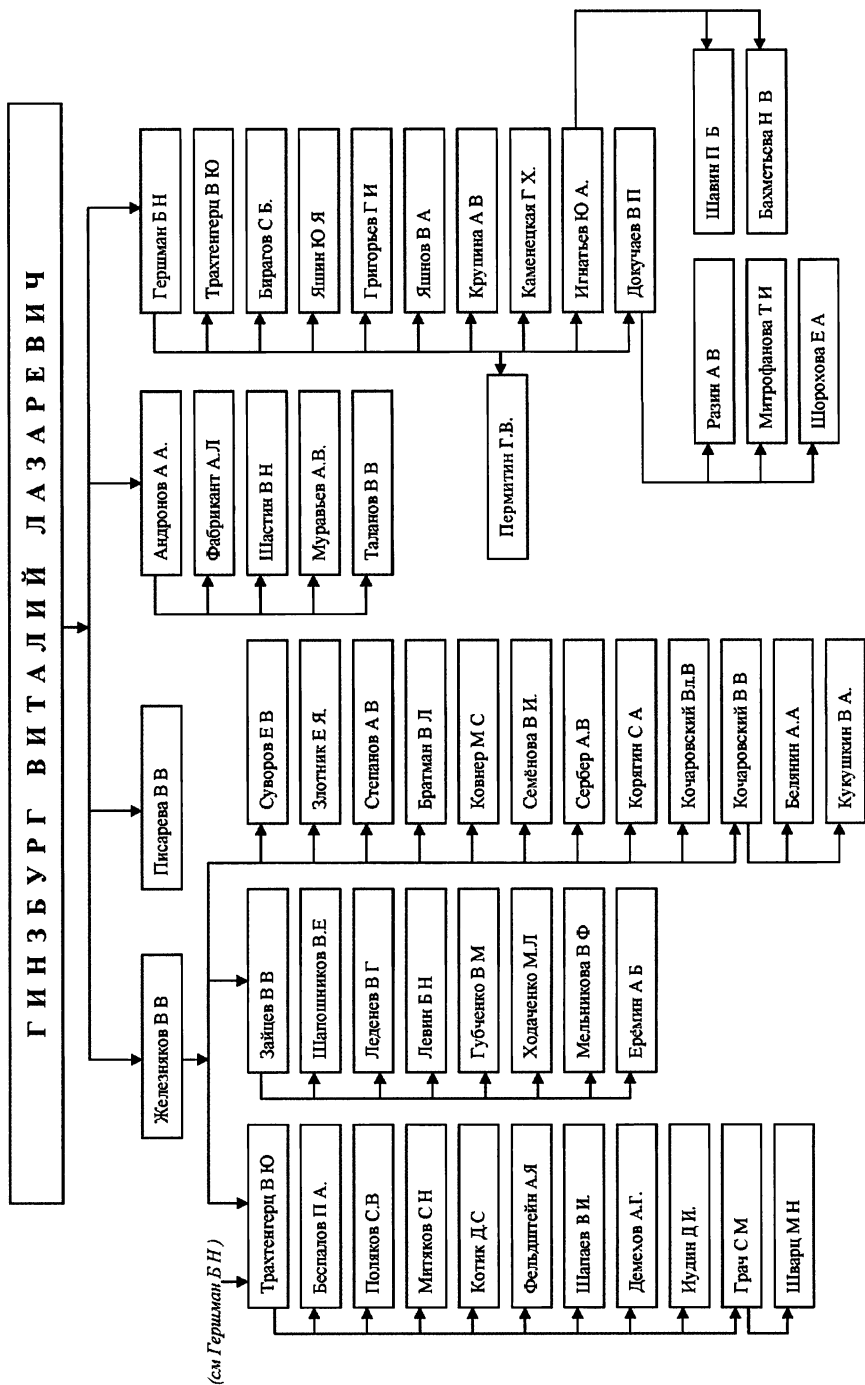 ГИНЗБУРГ ВИТАЛИЙ ЛАЗАРЕВИЧ
Железняков В В
Писарева В В
Андронов А А.
Гершман Б Н
(см Гершман Б Н)
Трахтенгерц В Ю
Беспалов П А.
Поляков С.В
Митяков С Н
Котик Д.С
Фельдштейн А.Я
Шапаев В И.
Демехов А.Г.
Иудин Д.И.
Грач С М
Шварц М Н
Зайцев В В
Шапошников В.Е
Леденев В Г
Левин Б Н
Губченко В М
Ходаченко М.Л
Мельникова В Ф
Ерёмин А Б
Суворов Е В
Злотник Е Я.
Степанов А В
Братман В Л
Ковнер М С
Семёнова В И.
Сербер А.В
Корягин С А
Кочаровский Вл.В
Кочаровский В В
Белянин А..А
Кукушкин В А.
Фабрикант А.Л
Шастин В Н
Муравьев А.В.
Таланов В В
Трахтенгерц В Ю
Бирагов С Б.
Яшин Ю Я
Григорьев Г И
Яшнов В А
Крупина А В
Каменецкая Г Х.
Игнатьев Ю А.
Докучаев В П
Пермитин Г.В.
Разин А В
Митрофанова Т И
Шорохова Е А
Шавин П Б
Бахметьева Н В